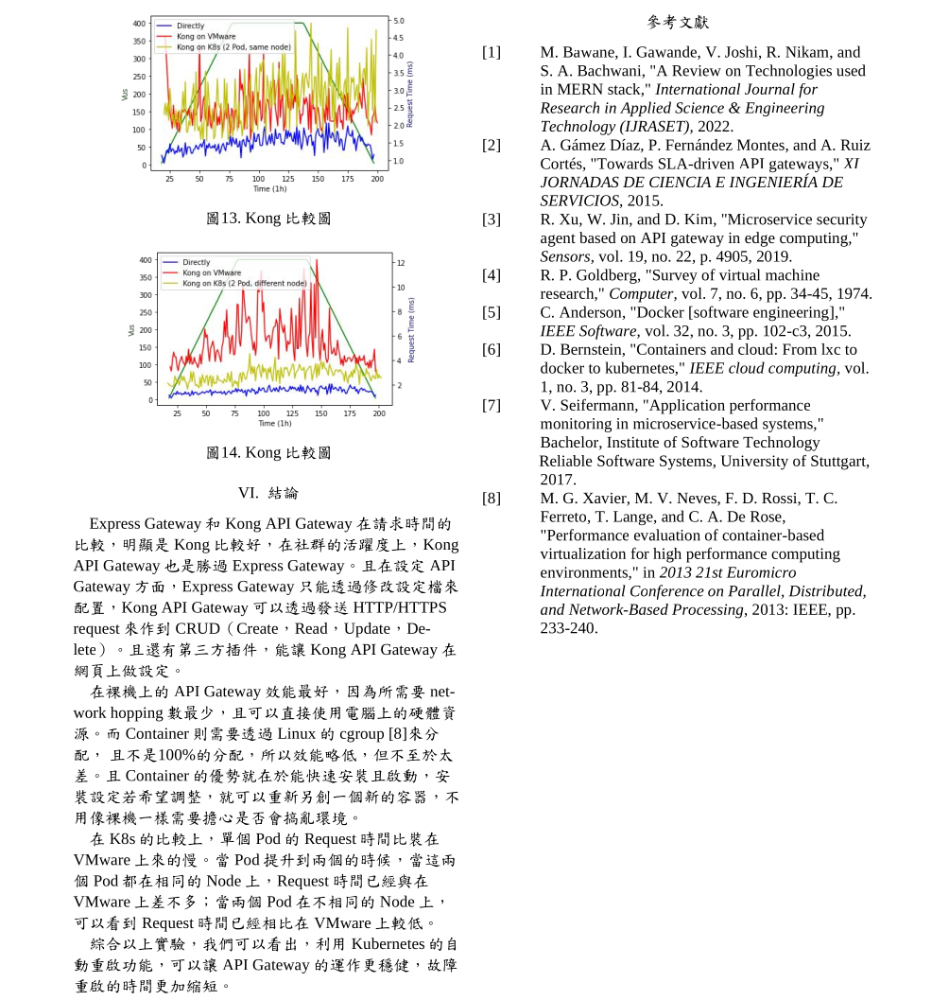 Directly
Kong on VMware
Kong on K8s (2 Pod, same node)
400
350
300
250
200
150
100
50
0
Vus
5.0
4.5
4.0
3.5
3.0
2.5
2.0
1.5
1.0
Request Time (ms)
25 50 75 100 125 150 175 200
Time (1h)
圖13. Kong 比較圖
Directly
Kong on VMware
Kong on K8s (2 Pod, different node)
400
350
300
250
200
150
100
50
0
Vus
12
10
8
6
4
2
Request Time (ms)
25 50 75 100 125 150 175 200
Time (1h)
圖14. Kong 比較圖
VI. 結論
Express Gateway 和 Kong API Gateway 在請求時間的
比較，明顯是 Kong 比較好，在社群的活躍度上，Kong
API Gateway 也是勝過 Express Gateway。且在設定 API
Gateway 方面，Express Gateway 只能透過修改設定檔來
配置，Kong API Gateway 可以透過發送 HTTP/HTTPS
request 來作到 CRUD（Create，Read，Update，De-
lete）。且還有第三方插件，能讓 Kong API Gateway 在
網頁上做設定。
在裸機上的 API Gateway 效能最好，因為所需要 net-
work hopping 數最少，且可以直接使用電腦上的硬體資
源。而 Container 則需要透過 Linux 的 cgroup [8]來分
配， 且不是100%的分配，所以效能略低，但不至於太
差。且 Container 的優勢就在於能快速安裝且啟動，安
裝設定若希望調整，就可以重新另創一個新的容器，不
用像裸機一樣需要擔心是否會搞亂環境。
在 K8s 的比較上，單個 Pod 的 Request 時間比裝在
VMware 上來的慢。當 Pod 提升到兩個的時候，當這兩
個 Pod 都在相同的 Node 上，Request 時間已經與在
VMware 上差不多；當兩個 Pod 在不相同的 Node 上，
可以看到 Request 時間已經相比在 VMware 上較低。
綜合以上實驗，我們可以看出，利用 Kubernetes 的自
動重啟功能，可以讓 API Gateway 的運作更穩健，故障
重啟的時間更加縮短。
參考文獻
[1] M. Bawane, I. Gawande, V. Joshi, R. Nikam, and
S. A. Bachwani, "A Review on Technologies used
in MERN stack," International Journal for
Research in Applied Science & Engineering
Technology (IJRASET), 2022.
[2] A. Gámez Díaz, P. Fernández Montes, and A. Ruiz
Cortés, "Towards SLA-driven API gateways," XI
JORNADAS DE CIENCIA E INGENIERÍA DE
SERVICIOS, 2015.
[3] R. Xu, W. Jin, and D. Kim, "Microservice security
agent based on API gateway in edge computing,"
Sensors, vol. 19, no. 22, p. 4905, 2019.
[4] R. P. Goldberg, "Survey of virtual machine
research," Computer, vol. 7, no. 6, pp. 34-45, 1974.
[5] C. Anderson, "Docker [software engineering],"
IEEE Software, vol. 32, no. 3, pp. 102-c3, 2015.
[6] D. Bernstein, "Containers and cloud: From lxc to
docker to kubernetes," IEEE cloud computing, vol.
1, no. 3, pp. 81-84, 2014.
[7] V. Seifermann, "Application performance
monitoring in microservice-based systems,"
Bachelor, Institute of Software Technology
Reliable Software Systems, University of Stuttgart,
2017.
[8] M. G. Xavier, M. V. Neves, F. D. Rossi, T. C.
Ferreto, T. Lange, and C. A. De Rose,
"Performance evaluation of container-based
virtualization for high performance computing
environments," in 2013 21st Euromicro
International Conference on Parallel, Distributed,
and Network-Based Processing, 2013: IEEE, pp.
233-240.